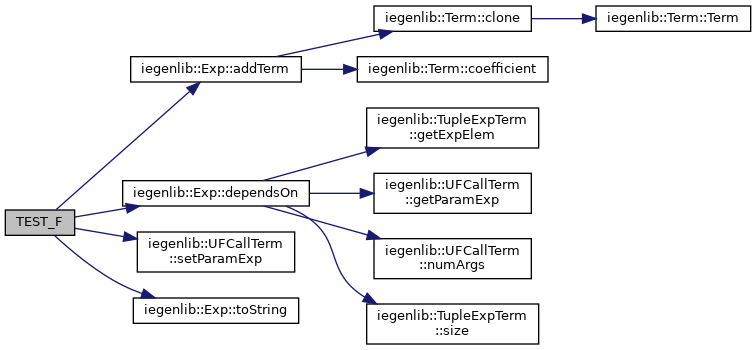 TEST_F
iegenlib::Exp::addTerm
iegenlib::Term::clone
iegenlib::Term::Term
iegenlib::Term::coefficient
iegenlib::Exp::dependsOn
iegenlib::TupleExpTerm
::getExpElem
iegenlib::UFCallTerm
::getParamExp
iegenlib::UFCallTerm
::numArgs
iegenlib::TupleExpTerm
::size
iegenlib::UFCallTerm
::setParamExp
iegenlib::Exp::toString